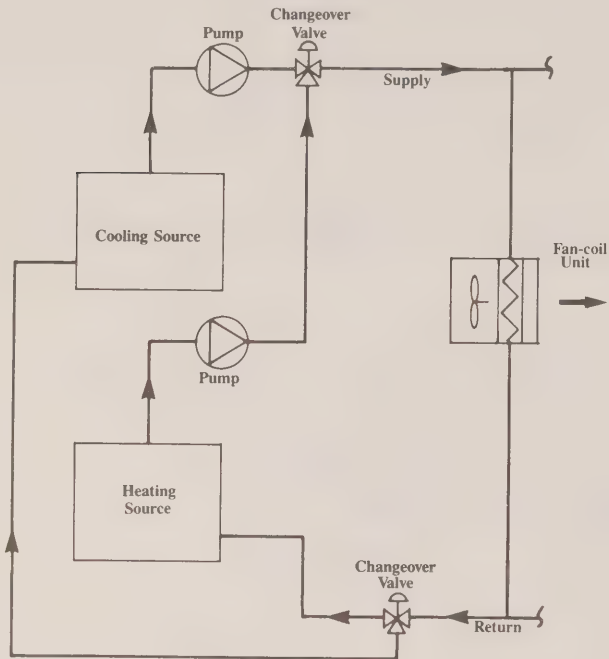 Changeover
Valve
Pump
Supply
Cooling Source
Fan-coil
Unit
Pump
Heating
Source
Changeover
Valve
Return